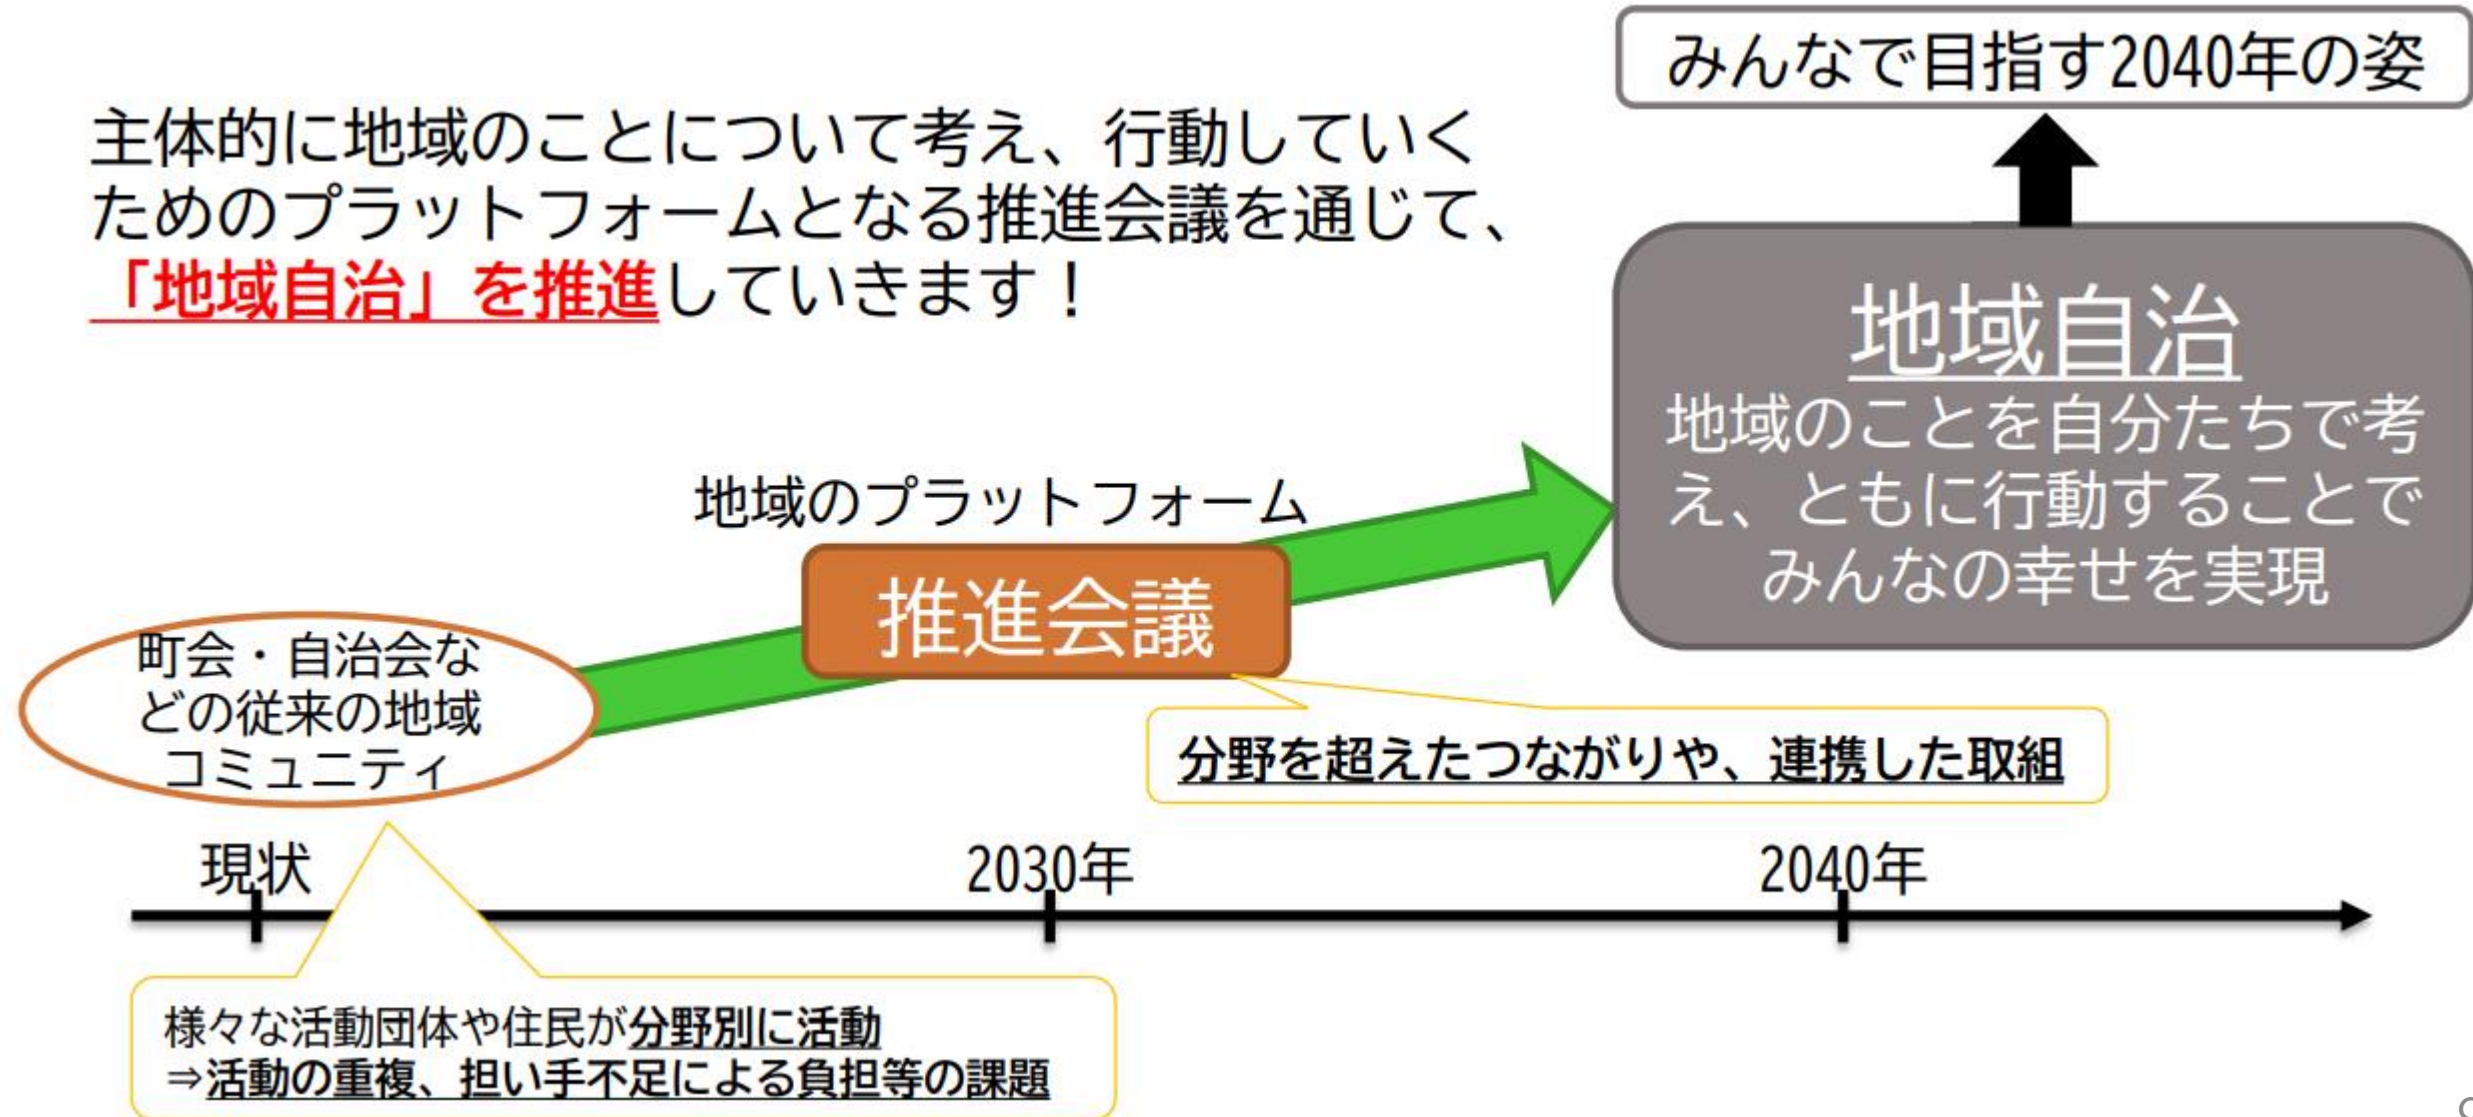 みんなで目指す2040年の姿
主体的に地域のことについて考え、行動していく
ためのプラットフォームとなる推進会議を通じて、
「地域自治」を推進していきます！
地域自治
地域のことを自分たちで考
え、ともに行動することで
みんなの幸せを実現
地域のプラットフォーム
推進会議
町会・自治会な
どの従来の地域
コミュニティ
分野を超えたつながりや、連携した取組
現状
2030年
2040年
様々な活動団体や住民が分野別に活動
⇒活動の重複、担い手不足による負担等の課題